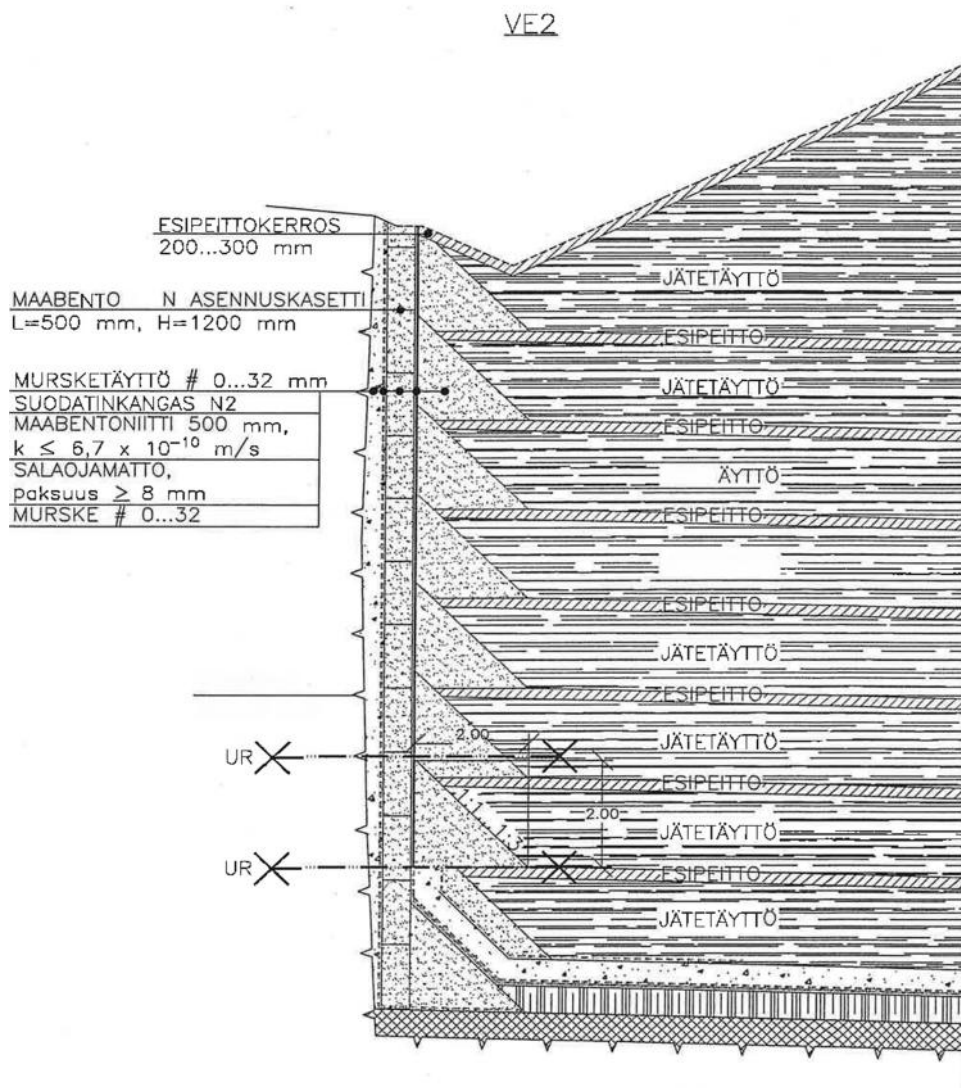 VE2
ESIPEITTOKERROS
200...300 mm
MAABENTO N ASENNUSKASETTI
L=500 mm, H=1200 mm
MURSKETÄYTTÖ # 0...32 mm
SUODATINKANGAS N2
MAABENTONIITTI 500 mm,
k ≤ 6,7 x 10⁻¹⁰ m/s
SALAOJAMATTO,
paksuus ≥ 8 mm
MURSKE # 0...32
JÄTETÄYTTÖ
ESIPEITTO
JÄTETÄYTTÖ
ESIPEITTO
ÄYTTÖ
ESIPEITTO
ESIPEITTO
JÄTETÄYTTÖ
ESIPEITTO
2.00
JÄTETÄYTTÖ
UR
ESIPEITTO
2.00
JÄTETÄYTTÖ
UR
ESIPEITTO
JÄTETÄYTTÖ